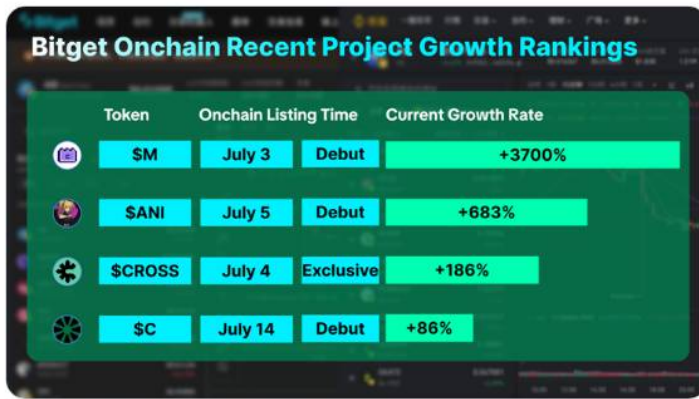 Bitget Onchain Recent Project Growth Rankings
Token Onchain Listing Time Current Growth Rate
$M July 3 Debut +3700%
$ANI July 5 Debut +683%
$CROSS July 4 Exclusive +186%
$C July 14 Debut +86%